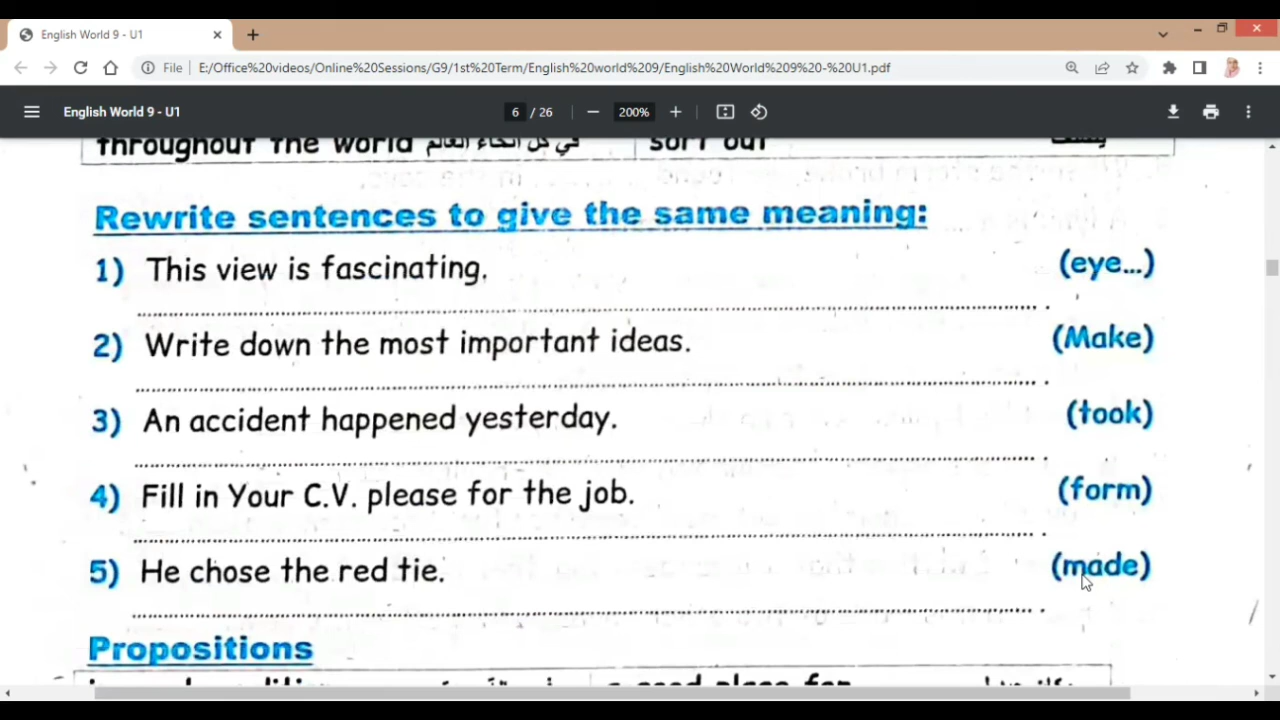 English World 9 - U1
File E:/Office%20videos/Online%20Sessions/G9/1st%20Term/English%20world%209/English%20World%209%20-%20U1.pdf
English World 9 - U1 6 / 26 200%
throughout the world في كل انحاء العالم sort out
Rewrite sentences to give the same meaning:
1) This view is fascinating. (eye...)
2) Write down the most important ideas. (Make)
3) An accident happened yesterday. (took)
4) Fill in Your C.V. please for the job. (form)
5) He chose the red tie. (made)
Propositions
a good place for